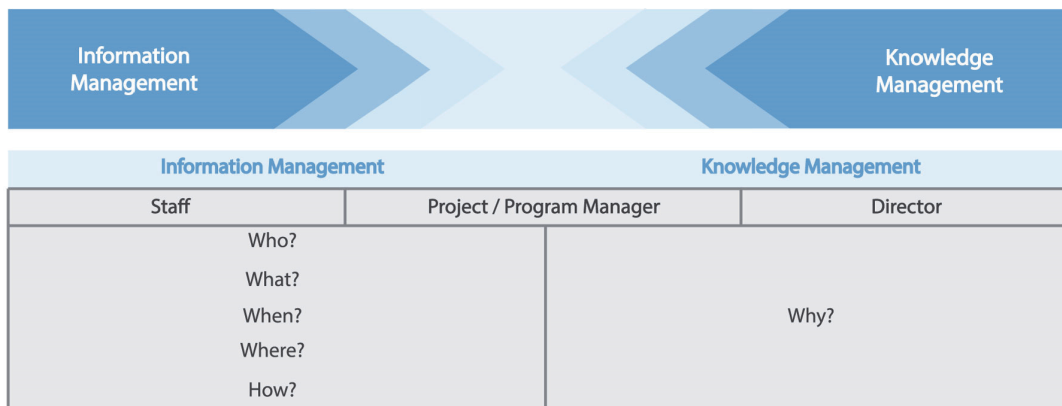 Information
Management
Knowledge
Management
Information Management
Knowledge Management
Staff
Project / Program Manager
Director
Who?
What?
When?
Where?
How?
Why?